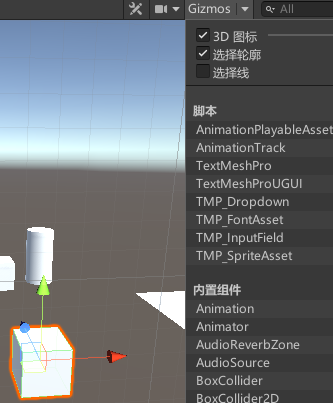 Gizmos
All
3D 图标
选择轮廓
选择线
脚本
AnimationPlayableAsset
AnimationTrack
TextMeshPro
TextMeshProUGUI
TMP_Dropdown
TMP_FontAsset
TMP_InputField
TMP_SpriteAsset
内置组件
Animation
Animator
AudioReverbZone
AudioSource
BoxCollider
BoxCollider2D